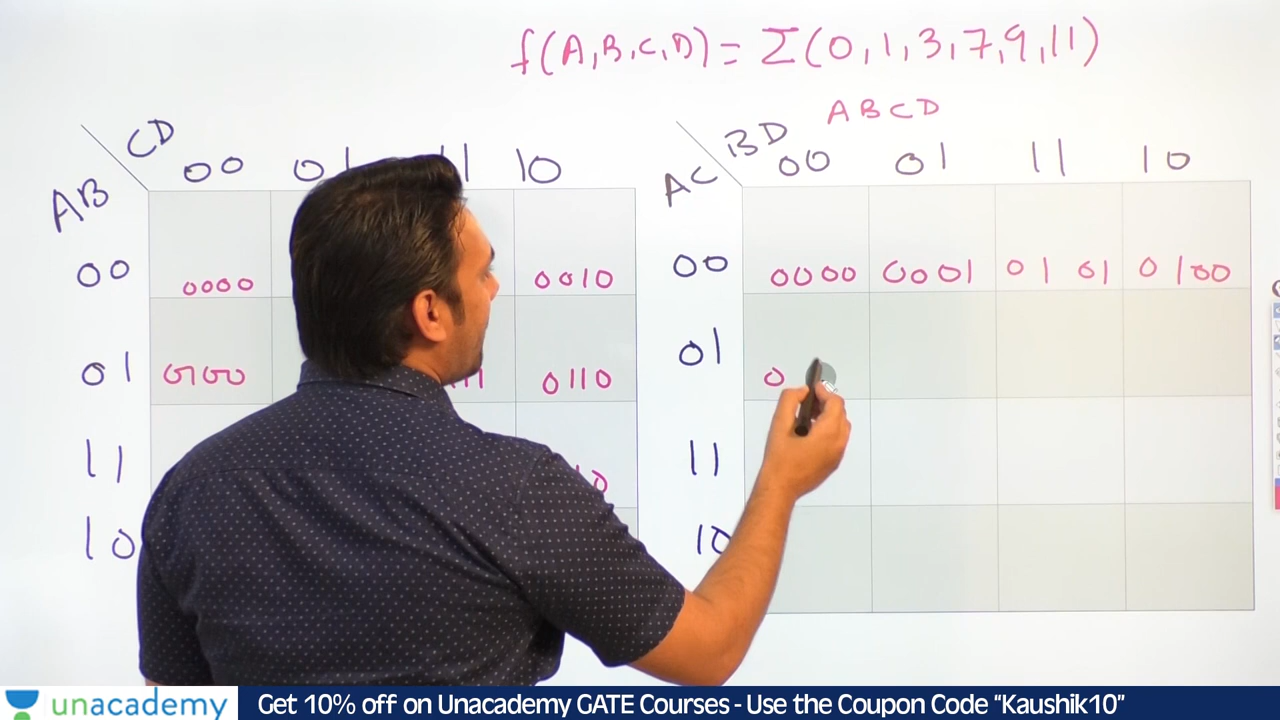 f(A,B,C,D) = Σ(0,1,3,7,9,11)
ABCD
CD
00 01 11 10
AB
00 0000 0010
01 0100 0110
11
10
BD
00 01 11 10
AC
00 0000 0001 0101 0100
01 0
11
10
unacademy
Get 10% off on Unacademy GATE Courses - Use the Coupon Code “Kaushik10”